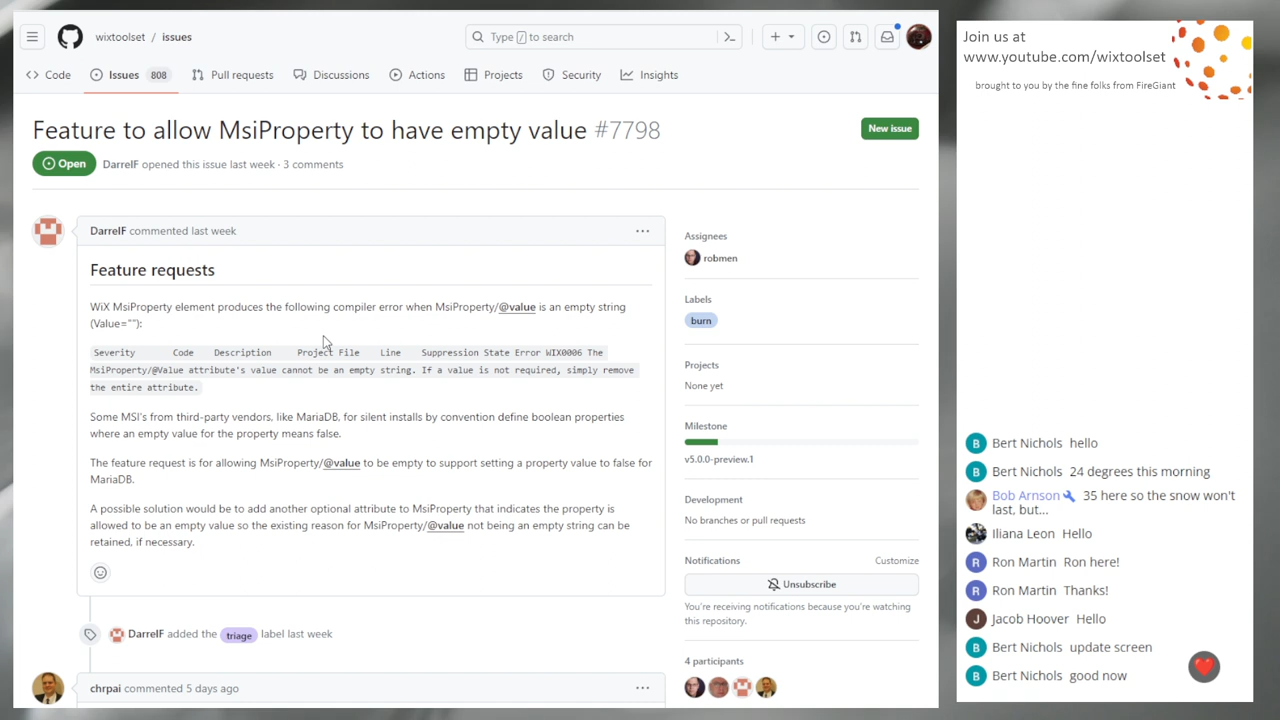 wixtoolset / issues
Type / to search
Code
Issues 808
Pull requests
Discussions
Actions
Projects
Security
Insights
Feature to allow MsiProperty to have empty value #7798
New issue
Open
DarrelF opened this issue last week · 3 comments
DarrelF commented last week
Feature requests
WiX MsiProperty element produces the following compiler error when MsiProperty/@value is an empty string
(Value=""):
Severity Code Description Project File Line Suppression State Error WIX0006 The
MsiProperty/@Value attribute's value cannot be an empty string. If a value is not required, simply remove
the entire attribute.
Some MSI's from third-party vendors, like MariaDB, for silent installs by convention define boolean properties
where an empty value for the property means false.
The feature request is for allowing MsiProperty/@value to be empty to support setting a property value to false for
MariaDB.
A possible solution would be to add another optional attribute to MsiProperty that indicates the property is
allowed to be an empty value so the existing reason for MsiProperty/@value not being an empty string can be
retained, if necessary.
DarrelF added the triage label last week
chrpai commented 5 days ago
Assignees
robmen
Labels
burn
Projects
None yet
Milestone
v5.0.0-preview.1
Development
No branches or pull requests
Notifications
Customize
Unsubscribe
You're receiving notifications because you're watching
this repository.
4 participants
Join us at
www.youtube.com/wixtoolset
brought to you by the fine folks from FireGiant
B Bert Nichols hello
B Bert Nichols 24 degrees this morning
Bob Arnson 35 here so the snow won't
last, but...
Iliana Leon Hello
R Ron Martin Ron here!
R Ron Martin Thanks!
J Jacob Hoover Hello
B Bert Nichols update screen
B Bert Nichols good now